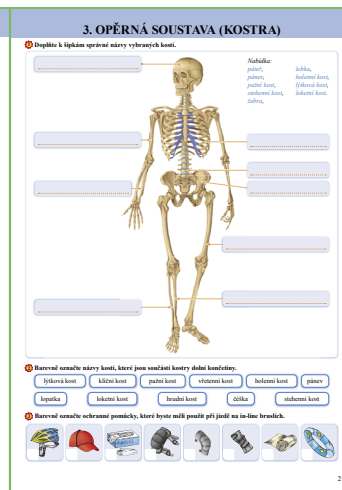 3. OPĚRNÁ SOUSTAVA (KOSTRA)
Doplňte k šipkám správné názvy vybraných kostí.
Nabídka:
páteř, lebka,
pánev, holenní kost,
pažní kost, lýtková kost,
stehenní kost, loketní kost.
žebra,
Barevně označte názvy kostí, které jsou součástí kostry dolní končetiny.
lýtková kost klíční kost pažní kost vřetenní kost holenní kost pánev
lopatka loketní kost hrudní kost čéška stehenní kost
Barevně označte ochranné pomůcky, které byste měli použít při jízdě na in-line bruslích.
2